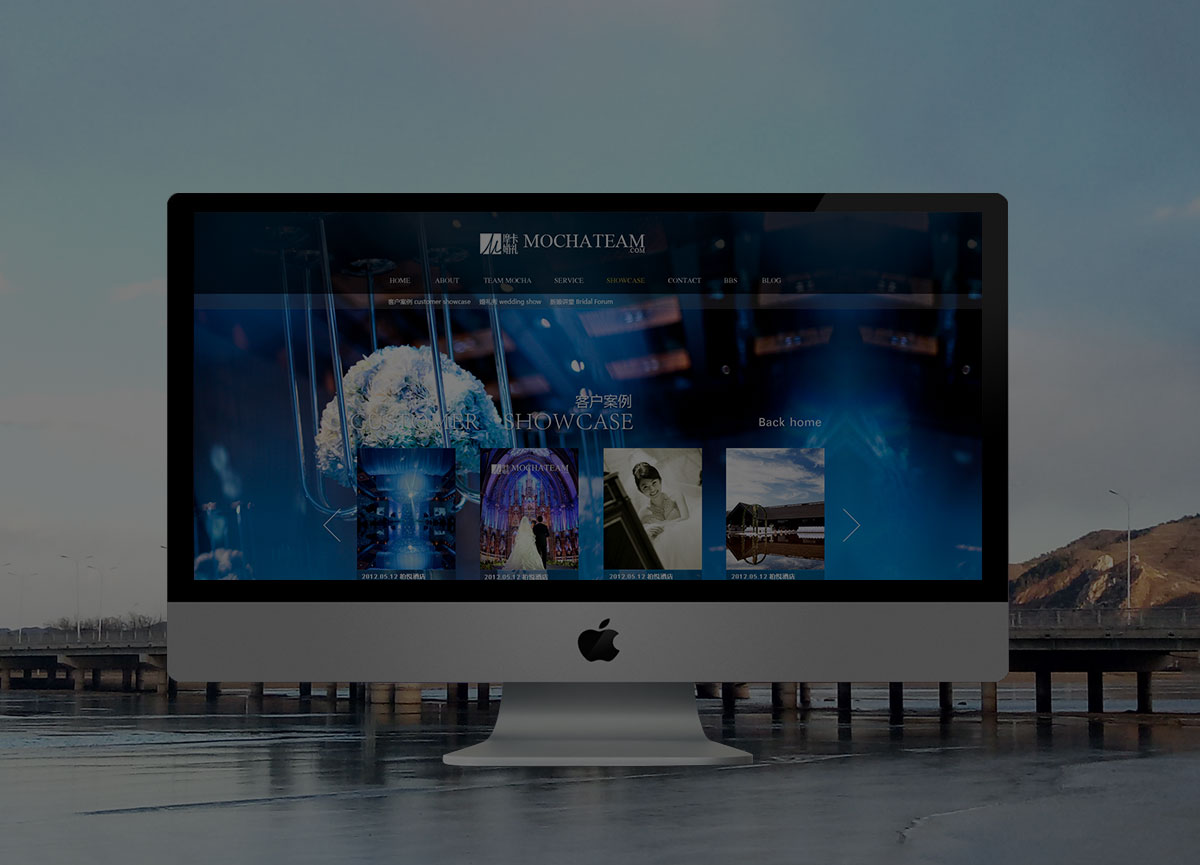 摩卡婚礼 MOCHATEAM
.COM
HOME ABOUT TEAM MOCHA SERVICE SHOWCASE CONTACT BBS BLOG
客户案例 customer showcase 婚礼秀 wedding show 新婚讲堂 Bridal Forum
客户案例
CUSTOMER SHOWCASE
Back home
MOCHATEAM
2012.05.12 柏悦酒店 2012.05.12 柏悦酒店 2012.05.12 柏悦酒店 2012.05.12 柏悦酒店